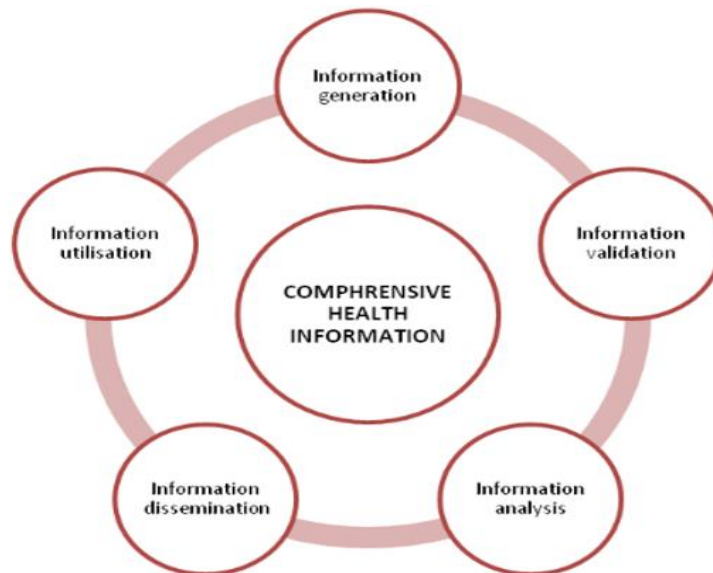 Information
generation
Information
validation
Information
analysis
Information
dissemination
Information
utilisation
COMPHRENSIVE
HEALTH
INFORMATION